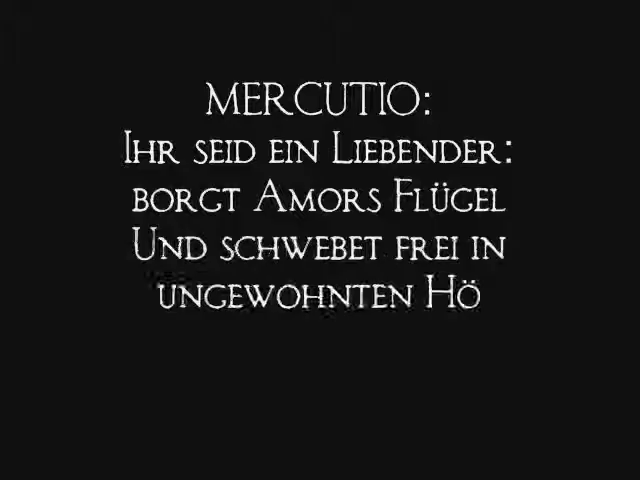 MERCUTIO:
Ihr seid ein Liebender:
borgt Amors Flügel
Und schwebet frei in
ungewohnten Hö